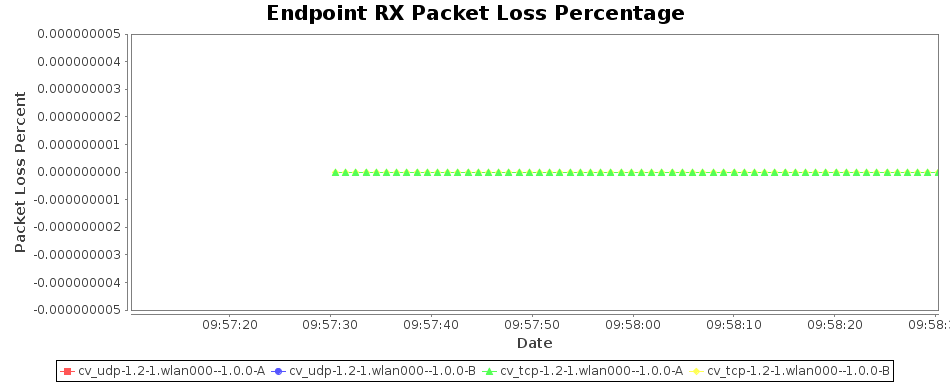 Endpoint RX Packet Loss Percentage
Packet Loss Percent
0.000000005
0.000000004
0.000000003
0.000000002
0.000000001
0.000000000
-0.000000001
-0.000000002
-0.000000003
-0.000000004
-0.000000005
09:57:20 09:57:30 09:57:40 09:57:50 09:58:00 09:58:10 09:58:20 09:58:
Date
cv_udp-1.2-1.wlan000--1.0.0-A cv_udp-1.2-1.wlan000--1.0.0-B cv_tcp-1.2-1.wlan000--1.0.0-A cv_tcp-1.2-1.wlan000--1.0.0-B